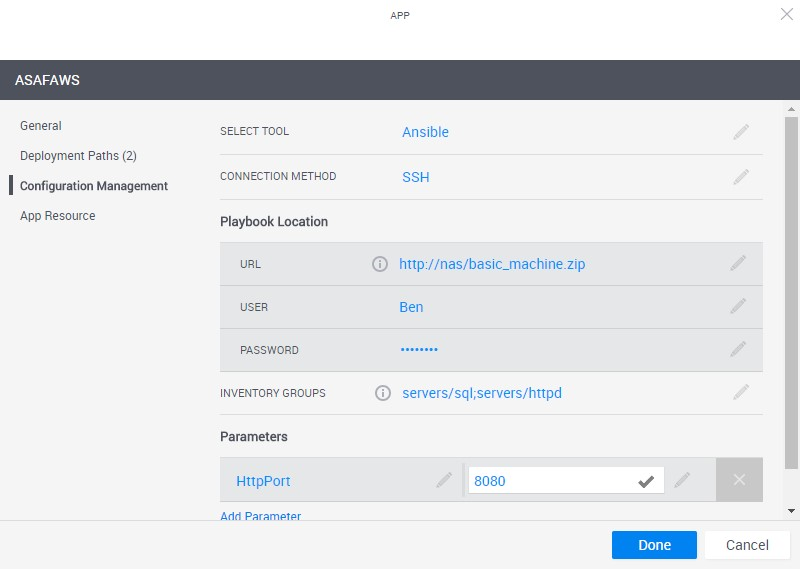 APP
ASAFAWS
General
Deployment Paths (2)
Configuration Management
App Resource
SELECT TOOL Ansible
CONNECTION METHOD SSH
Playbook Location
URL http://nas/basic_machine.zip
USER Ben
PASSWORD ••••••••
INVENTORY GROUPS servers/sql;servers/httpd
Parameters
HttpPort 8080
Add Parameter
Done Cancel